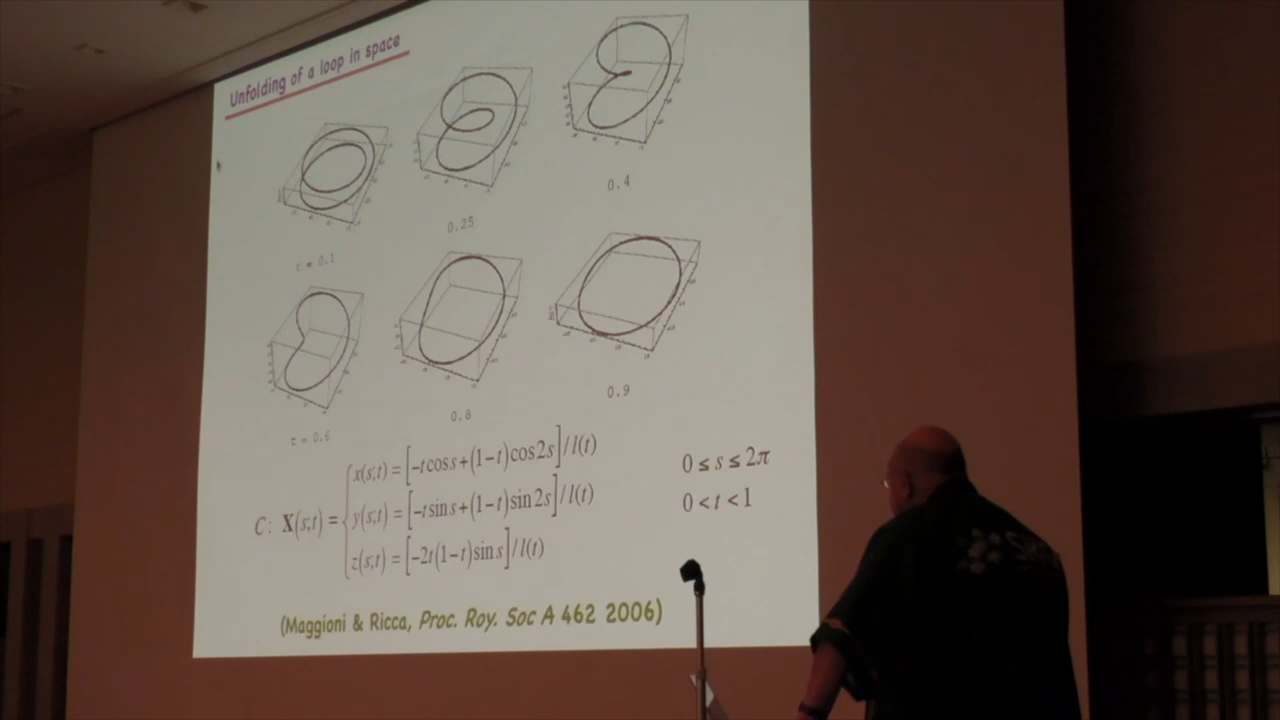 Unfolding of a loop in space
0.4
0.25
t = 0.1
0.9
0.8
t = 0.6
x(s;t) = [-t cos s + (1-t) cos 2s] / l(t)
C: X(s;t) = { y(s;t) = [-t sin s + (1-t) sin 2s] / l(t)
z(s;t) = [-2t(1-t) sin s] / l(t)
0 ≤ s ≤ 2π
0 < t < 1
(Maggioni & Ricca, Proc. Roy. Soc A 462 2006)